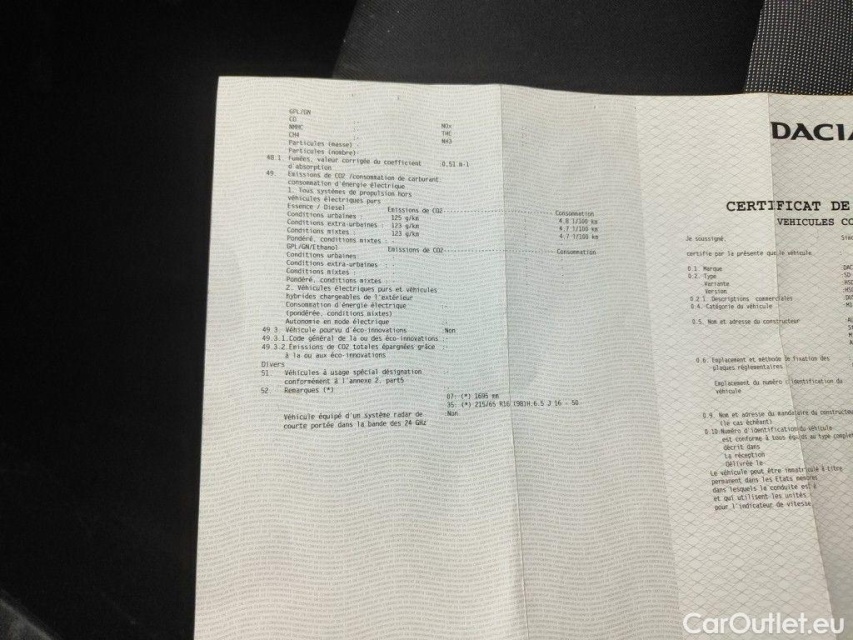 GPL/GN
CO
NMHC
NOx
CH4
THC
Particules (masse) :
NH3
Particules (nombre):
48.1. Fumées, valeur corrigée du coefficient
d'absorption
0.51 m-1
49. Emissions de CO2 /consommation de carburant
consommation d'énergie électrique
1. Tous systèmes de propulsion hors
véhicules électriques purs
Essence / Diesel
Emissions de CO2
Consommation
Conditions urbaines : 125 g/km 4.8 l/100 km
Conditions extra-urbaines : 123 g/km 4.7 l/100 km
Conditions mixtes : 123 g/km 4.7 l/100 km
Pondéré, conditions mixtes :
GPL/GN/Ethanol
Emissions de CO2
Consommation
Conditions urbaines
Conditions extra-urbaines :
Conditions mixtes :
Pondéré, conditions mixtes :
2. Véhicules électriques purs et véhicules
hybrides chargeables de l'extérieur
Consommation d'énergie électrique
(pondérée, conditions mixtes)
Autonomie en mode électrique
49.3. Véhicule pourvu d'éco-innovations :Non
49.3.1.Code général de la ou des éco-innovations :
49.3.2.Emissions de CO2 totales épargnées grâce
à la ou aux éco-innovations
Divers
51. Véhicules à usage spécial désignation
conformément à l'annexe 2, part5
52. Remarques (*) :
07: (*) 1695 mm
35: (*) 215/65 R16 (98)H 6.5 J 16 - 50
Véhicule équipé d'un système radar de Non
courte portée dans la bande des 24 GHz
DACIA
CERTIFICAT DE
VEHICULES CO
Je soussigné,
certifie par la présente que le véhicule
0.1. Marque
0.2. Type
Variante
Version
0.2.1. Descriptions commerciales
0.4. Catégorie du véhicule
0.5. Nom et adresse du constructeur
0.6. Emplacement et méthode de fixation des
plaques réglementaires
Emplacement du numéro d'identification du
véhicule
0.9. Nom et adresse du mandataire du constructeur
(le cas échéant)
0.10.Numéro d'identification du véhicule
est conforme à tous égards au type complet
décrit dans
la réception
délivrée le
Le véhicule peut être immatriculé à titre
permanent dans les Etats membres
dans lesquels la conduite est à
et qui utilisent les unités
pour l'indicateur de vitesse
CarOutlet.eu